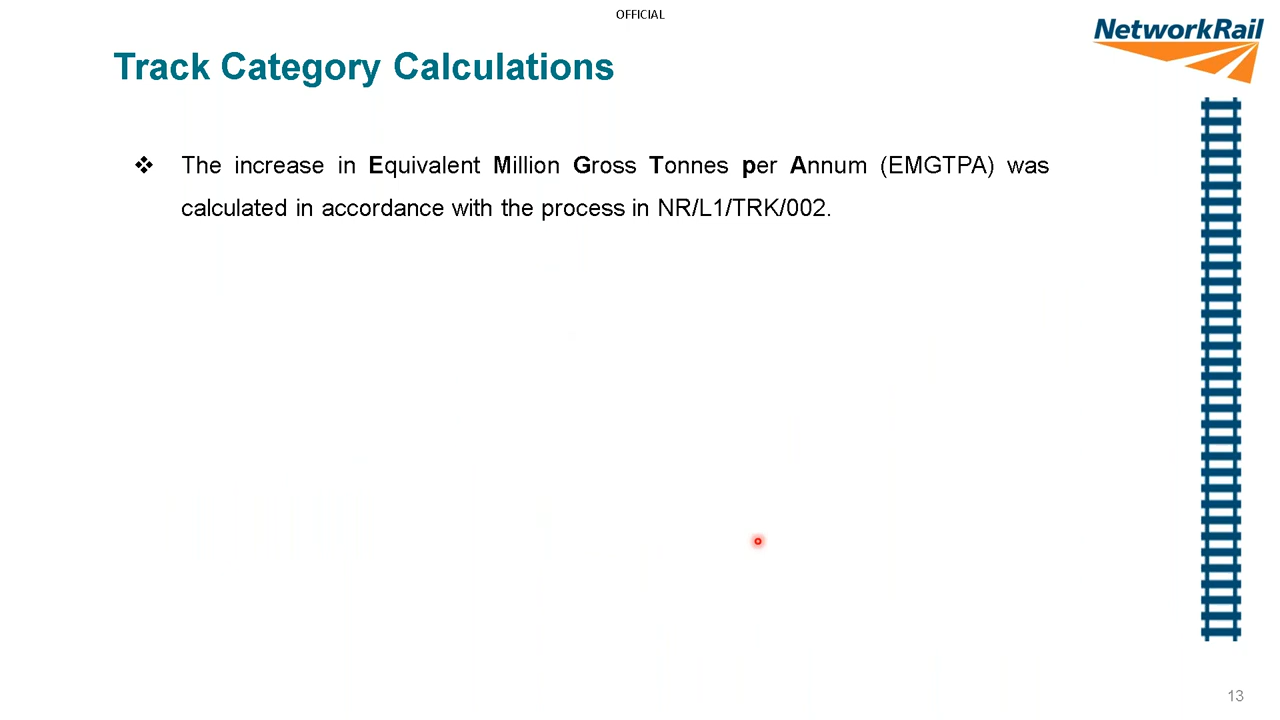 OFFICIAL
NetworkRail
Track Category Calculations
❖ The increase in Equivalent Million Gross Tonnes per Annum (EMGTPA) was
calculated in accordance with the process in NR/L1/TRK/002.
13